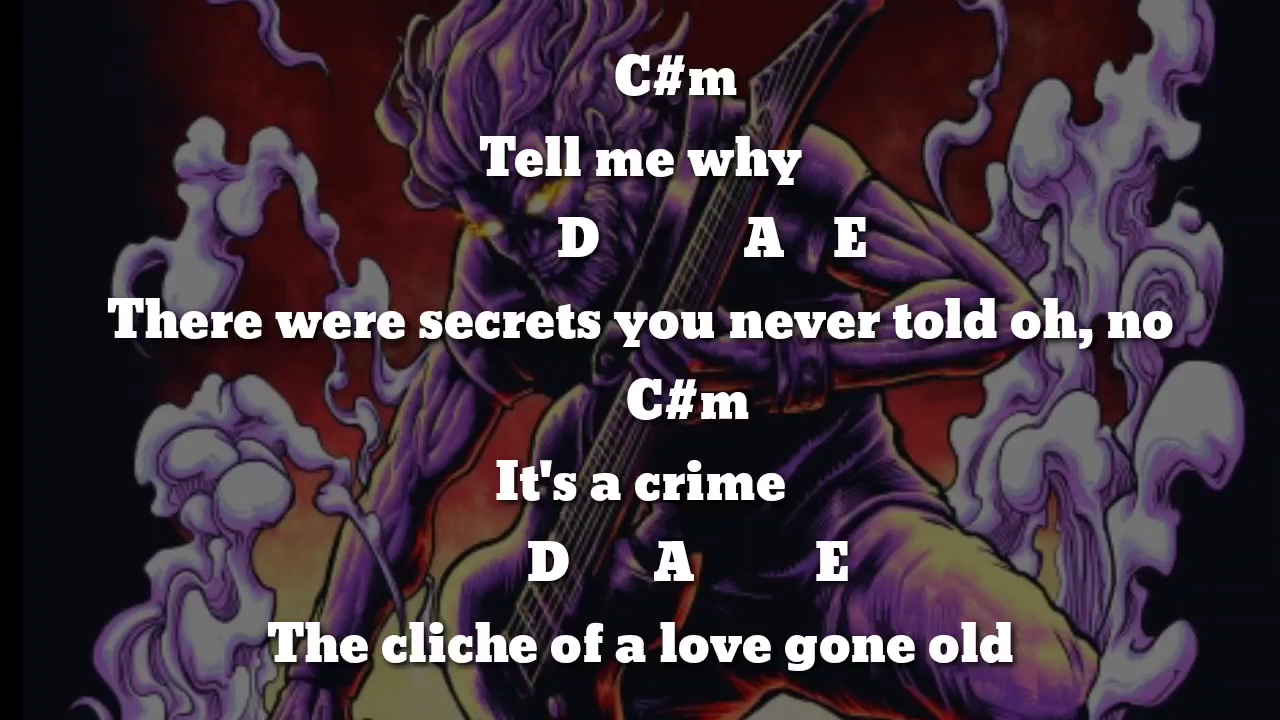 C#m
Tell me why
D A E
There were secrets you never told oh, no
C#m
It's a crime
D A E
The cliche of a love gone old